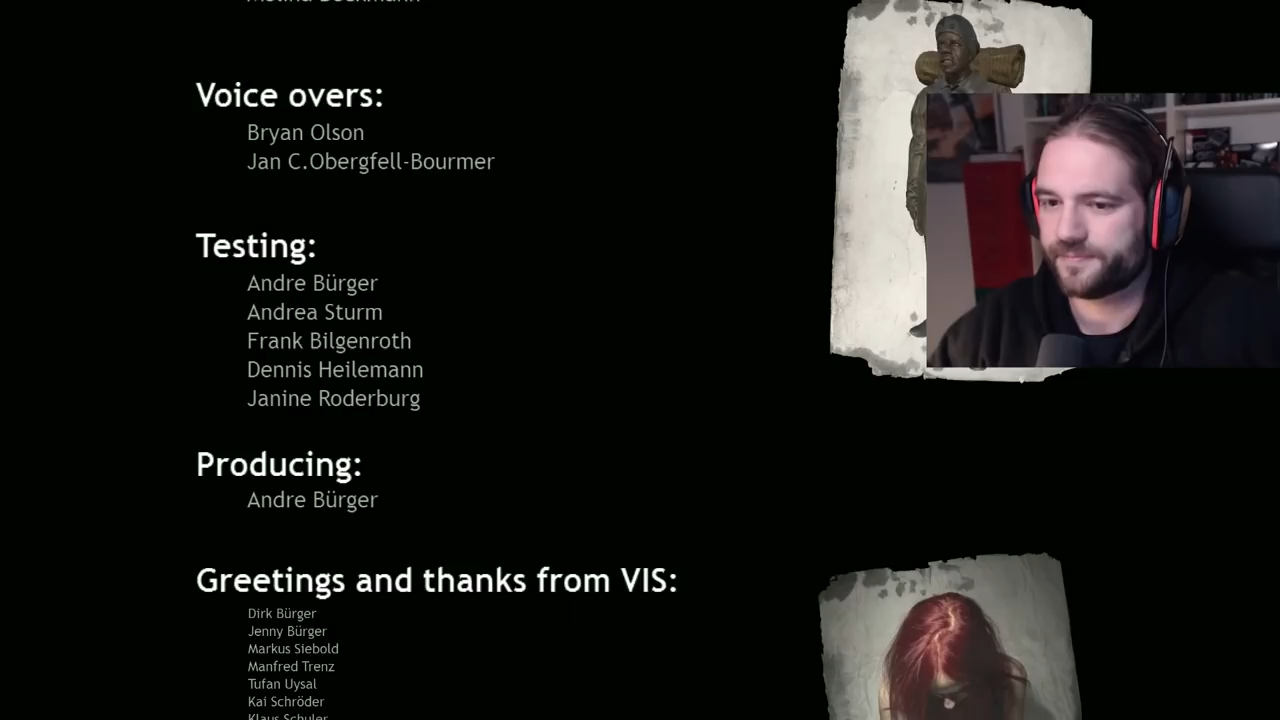 Voice overs:
Bryan Olson
Jan C.Obergfell-Bourmer
Testing:
Andre Bürger
Andrea Sturm
Frank Bilgenroth
Dennis Heilemann
Janine Roderburg
Producing:
Andre Bürger
Greetings and thanks from VIS:
Dirk Bürger
Jenny Bürger
Markus Siebold
Manfred Trenz
Tufan Uysal
Kai Schröder
Klaus Schuler